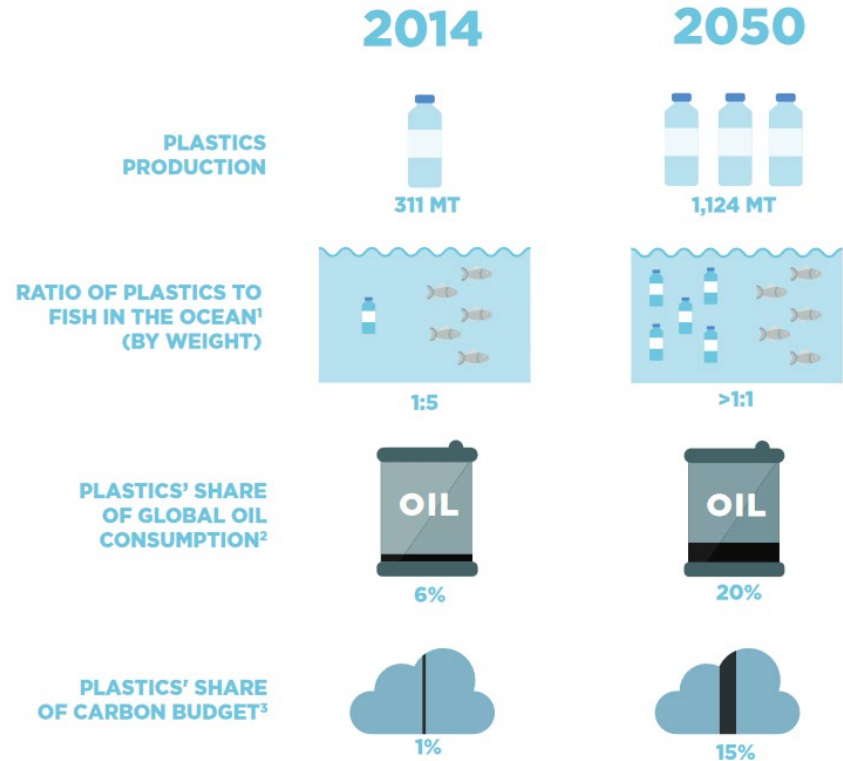 2014 2050
PLASTICS
PRODUCTION
311 MT 1,124 MT
RATIO OF PLASTICS TO
FISH IN THE OCEAN¹
(BY WEIGHT)
1:5 >1:1
PLASTICS' SHARE
OF GLOBAL OIL
CONSUMPTION²
OIL OIL
6% 20%
PLASTICS' SHARE
OF CARBON BUDGET³
1% 15%